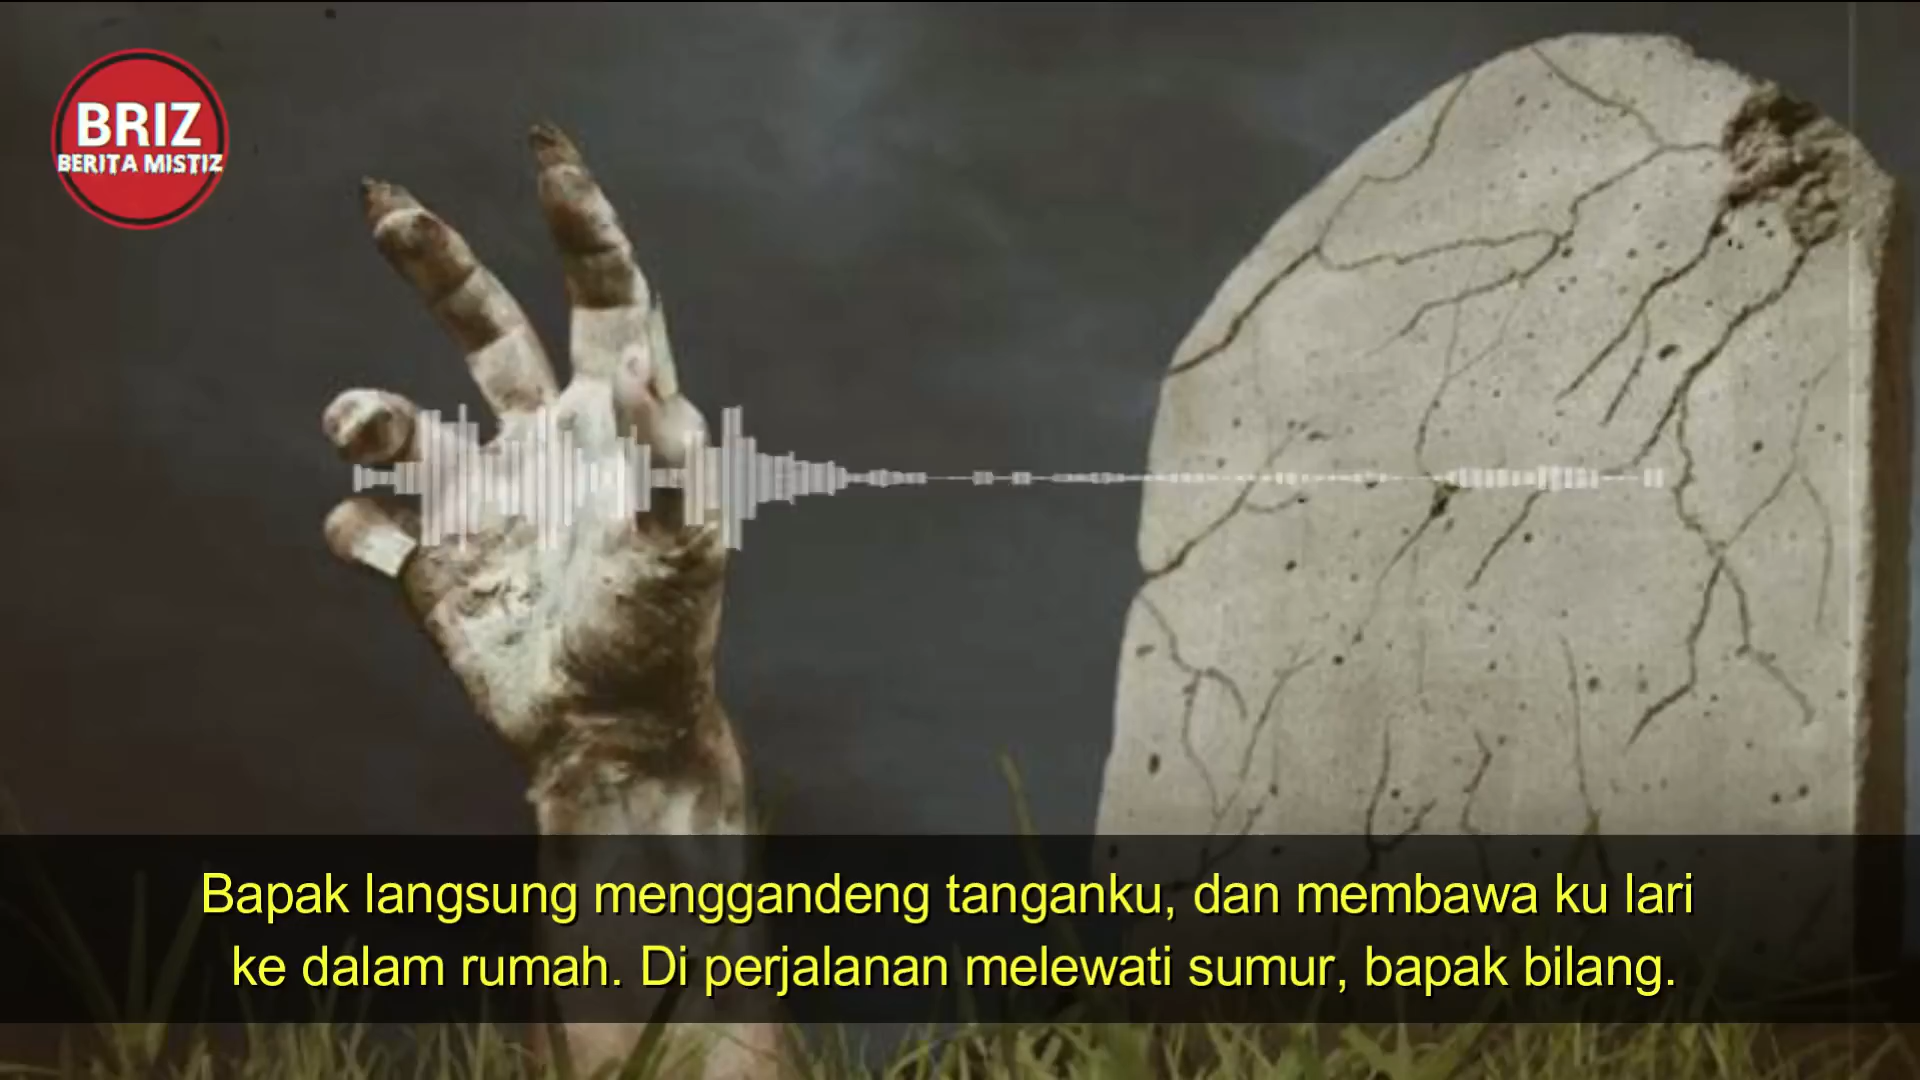 BRIZ
BERITA MISTIZ
Bapak langsung menggandeng tanganku, dan membawa ku lari
ke dalam rumah. Di perjalanan melewati sumur, bapak bilang.